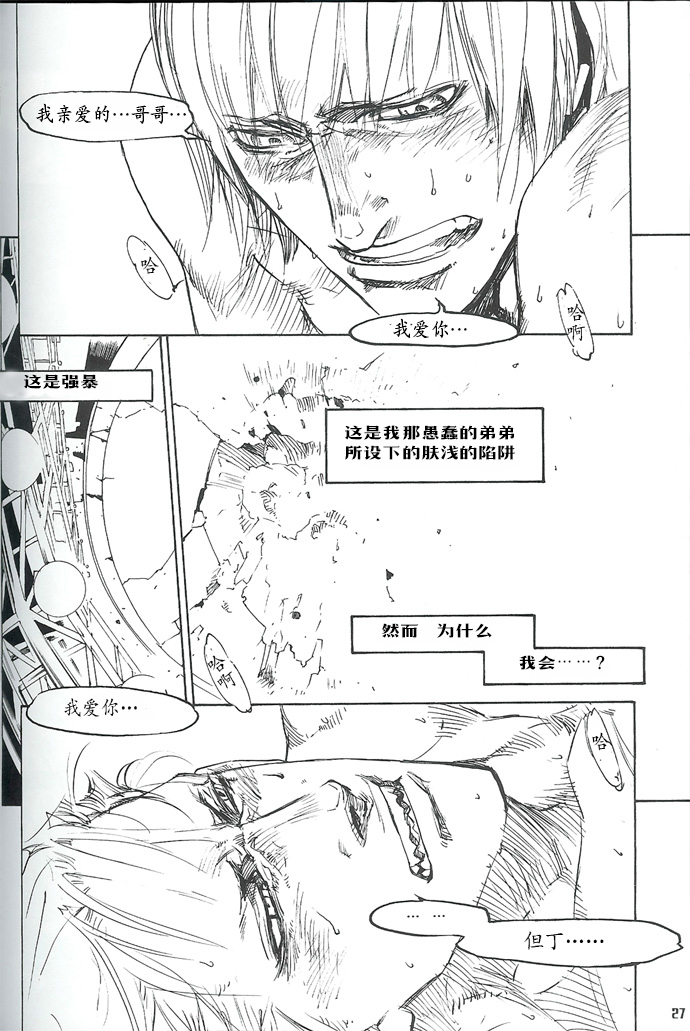 我亲爱的…哥哥…
哈
我爱你…
哈啊
这是强暴
这是我那愚蠢的弟弟
所设下的肤浅的陷阱
然而 为什么
我会……？
哈啊
我爱你…
哈
… …
但丁……
27